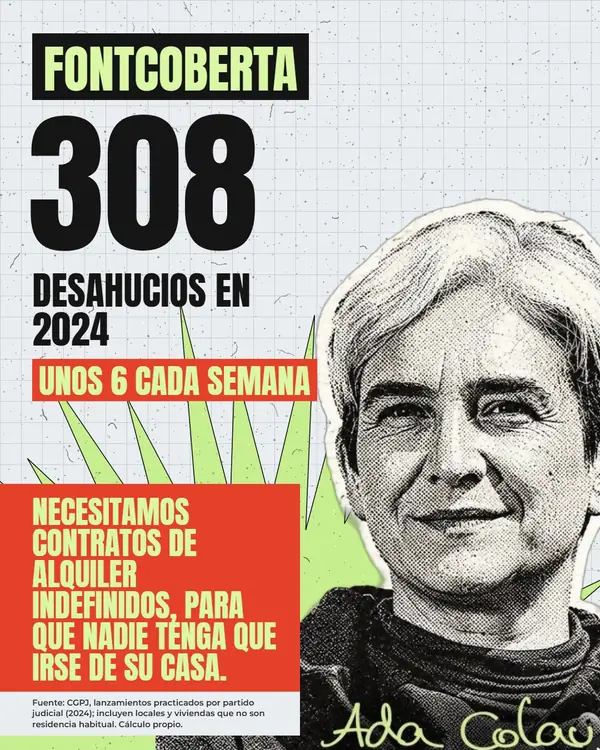 FONTCOBERTA
308
DESAHUCIOS EN
2024
UNOS 6 CADA SEMANA
NECESITAMOS
CONTRATOS DE
ALQUILER
INDEFINIDOS, PARA
QUE NADIE TENGA QUE
IRSE DE SU CASA.
Fuente: CGPJ, lanzamientos practicados por partido
judicial (2024); incluyen locales y viviendas que no son
residencia habitual. Cálculo propio.
Ada Colau